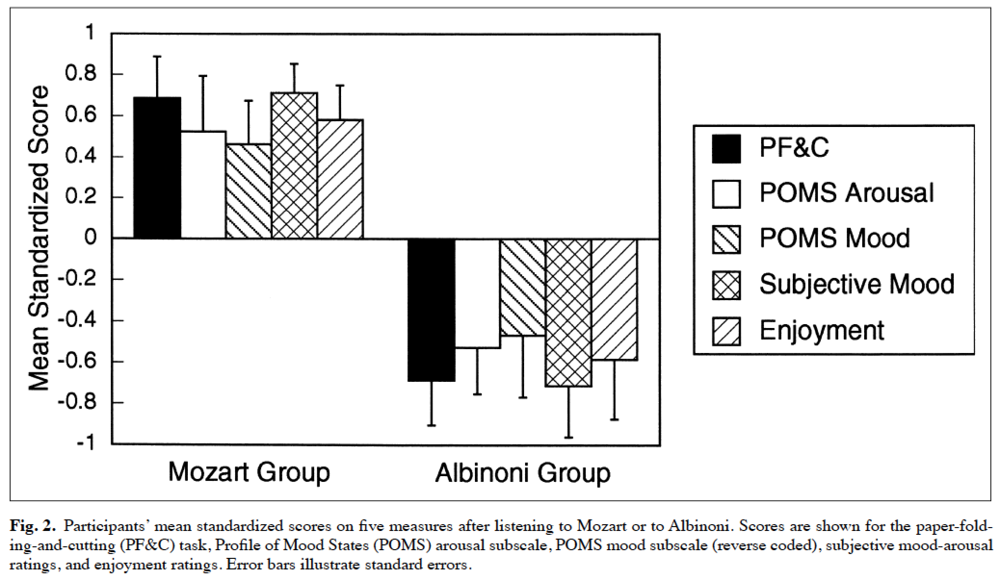 1
0.8
0.6
0.4
0.2
0
-0.2
-0.4
-0.6
-0.8
-1
Mean Standardized Score
Mozart Group
Albinoni Group
PF&C
POMS Arousal
POMS Mood
Subjective Mood
Enjoyment
Fig. 2. Participants’ mean standardized scores on five measures after listening to Mozart or to Albinoni. Scores are shown for the paper-fold-
ing-and-cutting (PF&C) task, Profile of Mood States (POMS) arousal subscale, POMS mood subscale (reverse coded), subjective mood-arousal
ratings, and enjoyment ratings. Error bars illustrate standard errors.